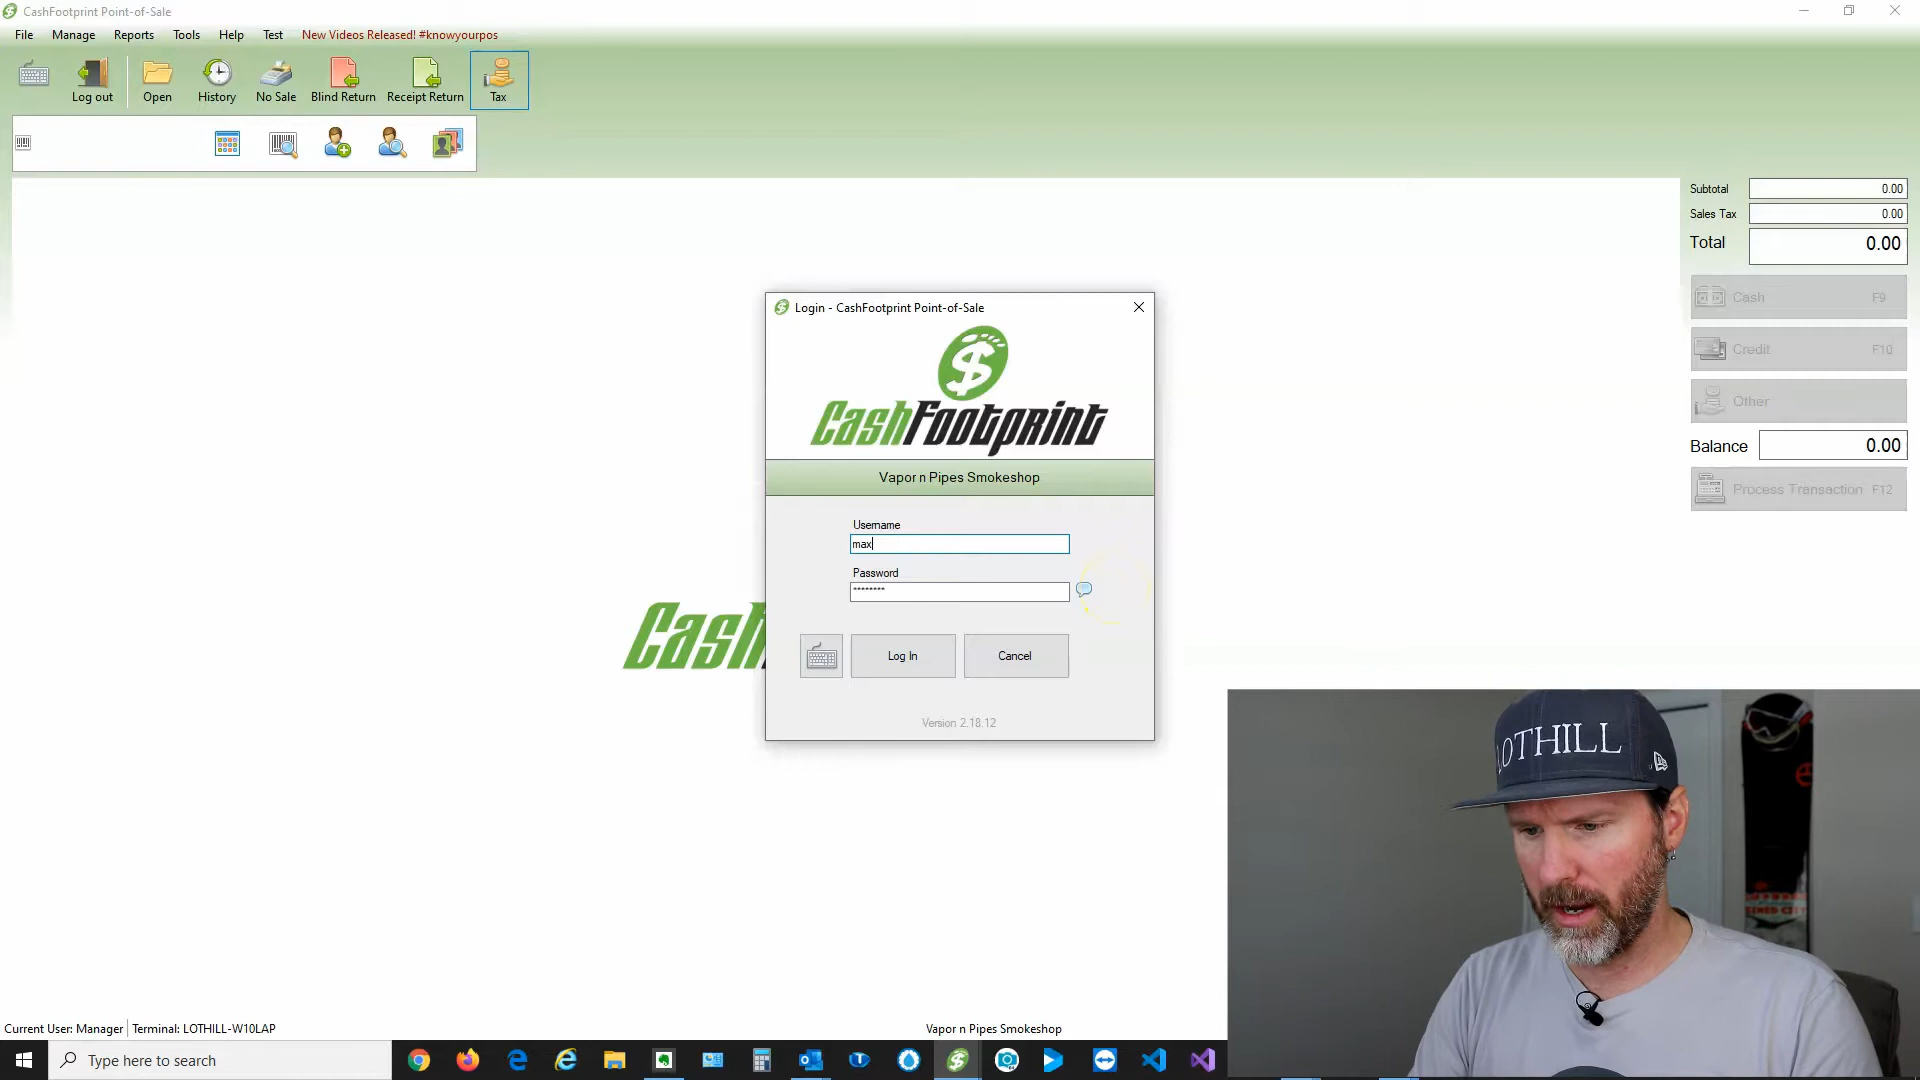 CashFootprint Point-of-Sale
File Manage Reports Tools Help Test New Videos Released! #knowyourpos
Log out Open History No Sale Blind Return Receipt Return Tax
Subtotal 0.00
Sales Tax 0.00
Total 0.00
Cash F9
Credit F10
Other
Balance 0.00
Process Transaction F12
Login - CashFootprint Point-of-Sale
$
CashFootprint
Vapor n Pipes Smokeshop
Username
max
Password
********
Log In Cancel
Version 2.18.12
Cash
LOTHILL
Current User: Manager Terminal: LOTHILL-W10LAP Vapor n Pipes Smokeshop
Type here to search